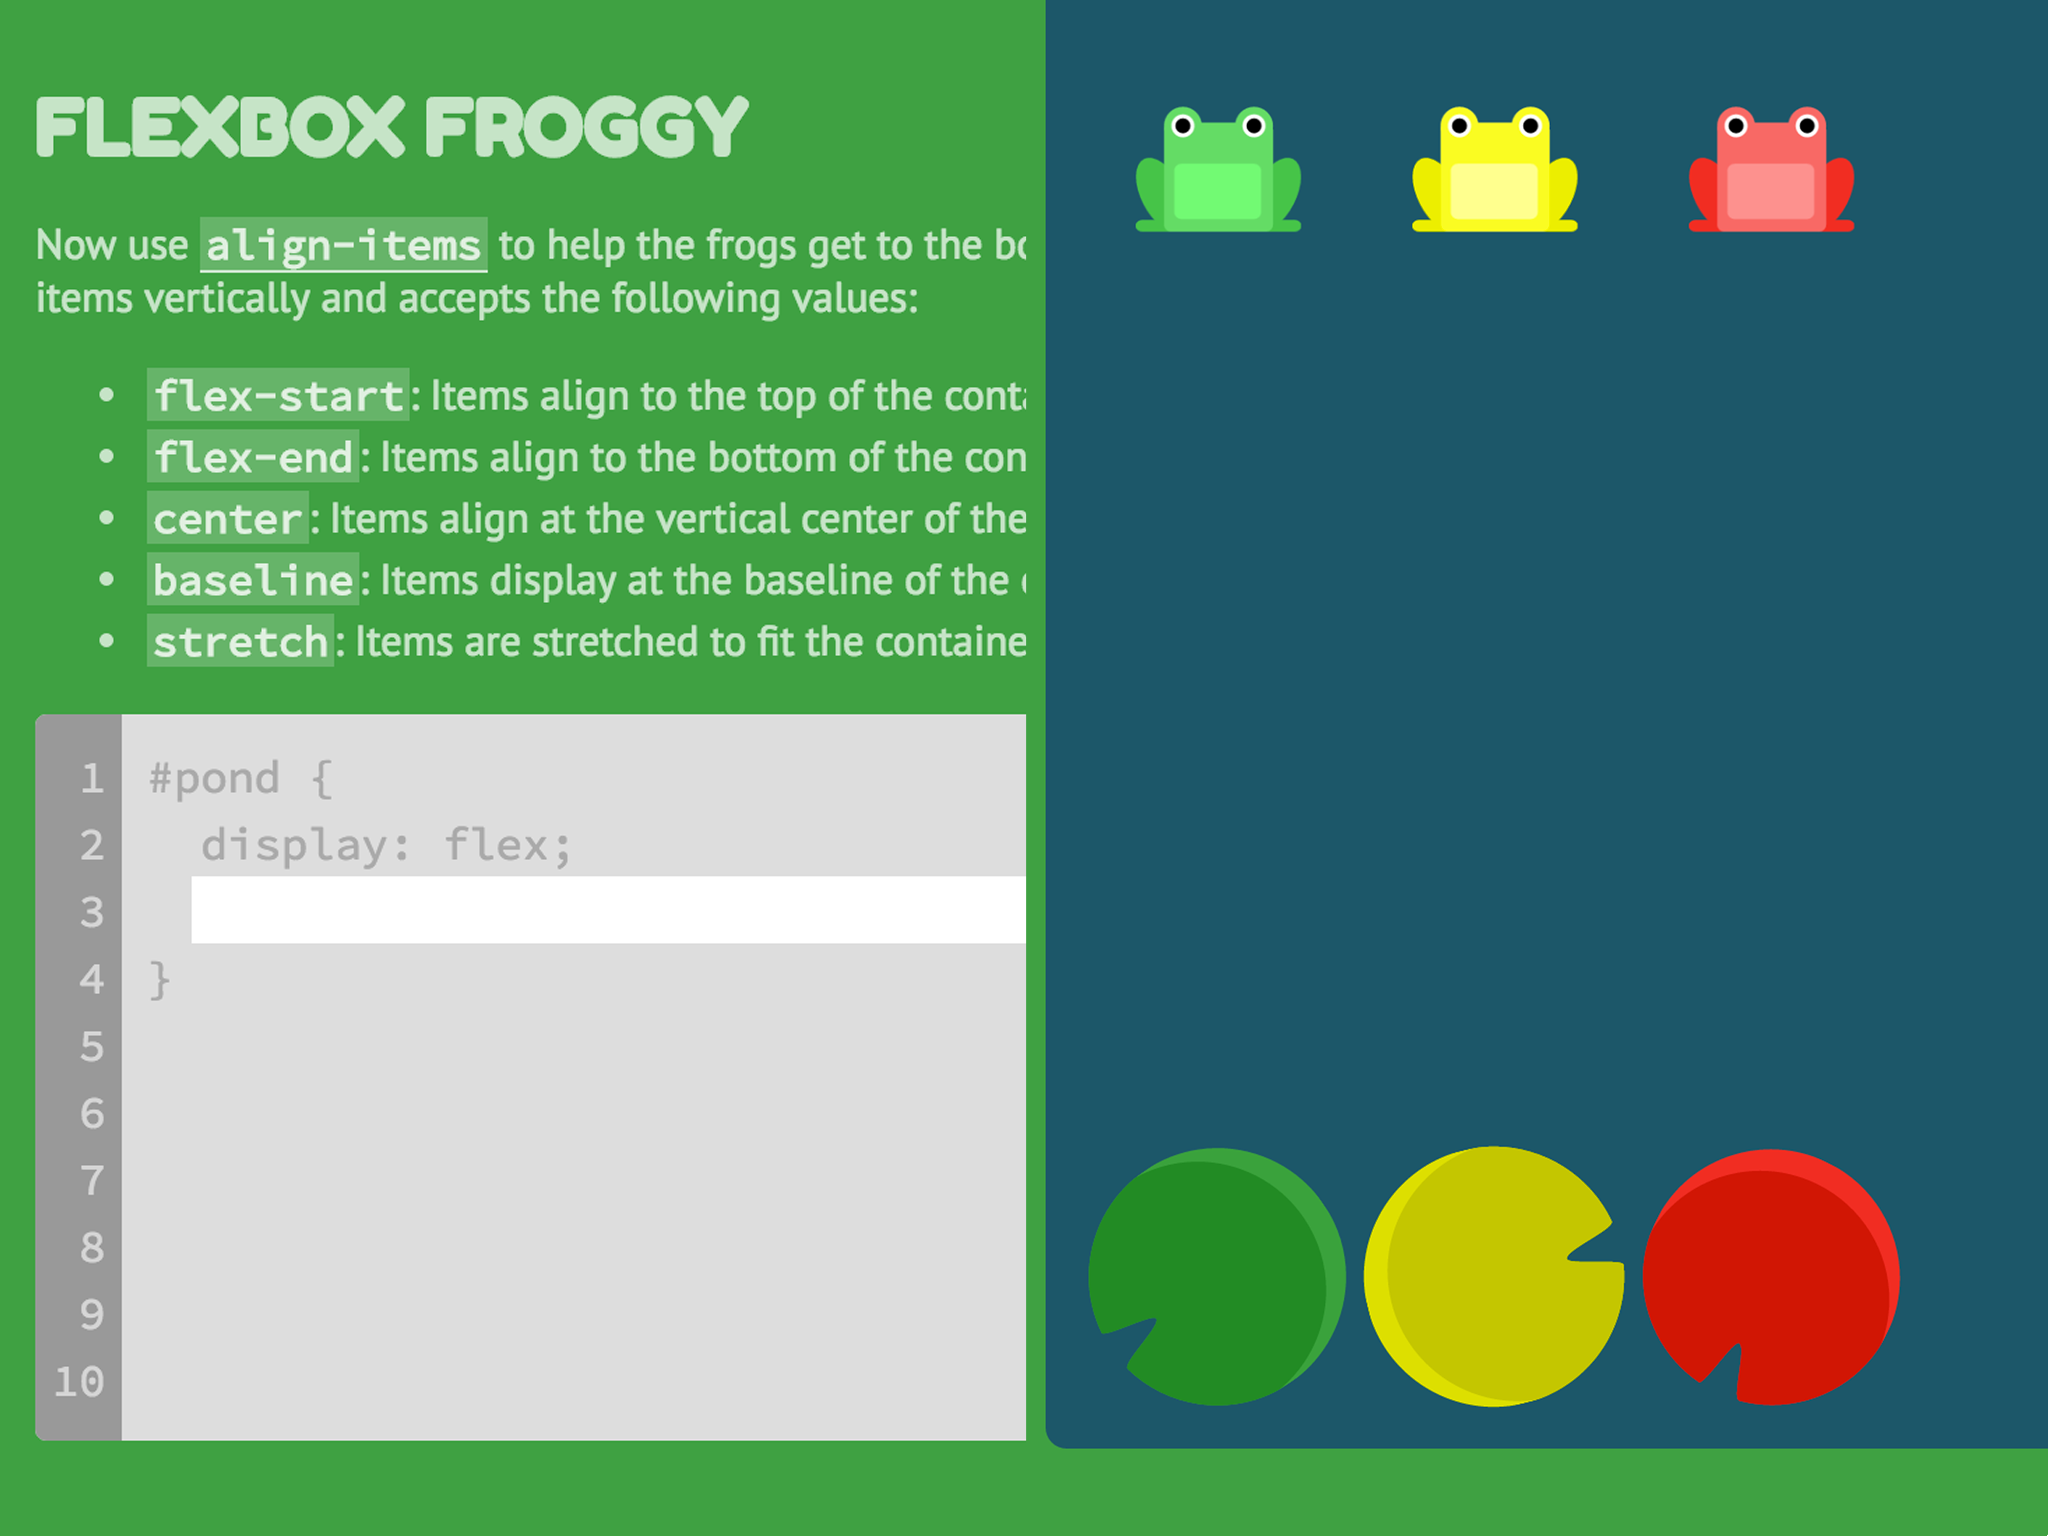 FLEXBOX FROGGY
Now use align-items to help the frogs get to the
items vertically and accepts the following values:
• flex-start: Items align to the top of the
• flex-end: Items align to the bottom of the
• center: Items align at the vertical center of the
• baseline: Items display at the baseline of the
• stretch: Items are stretched to fit the
1 #pond {
2 display: flex;
3
4 }
5
6
7
8
9
10